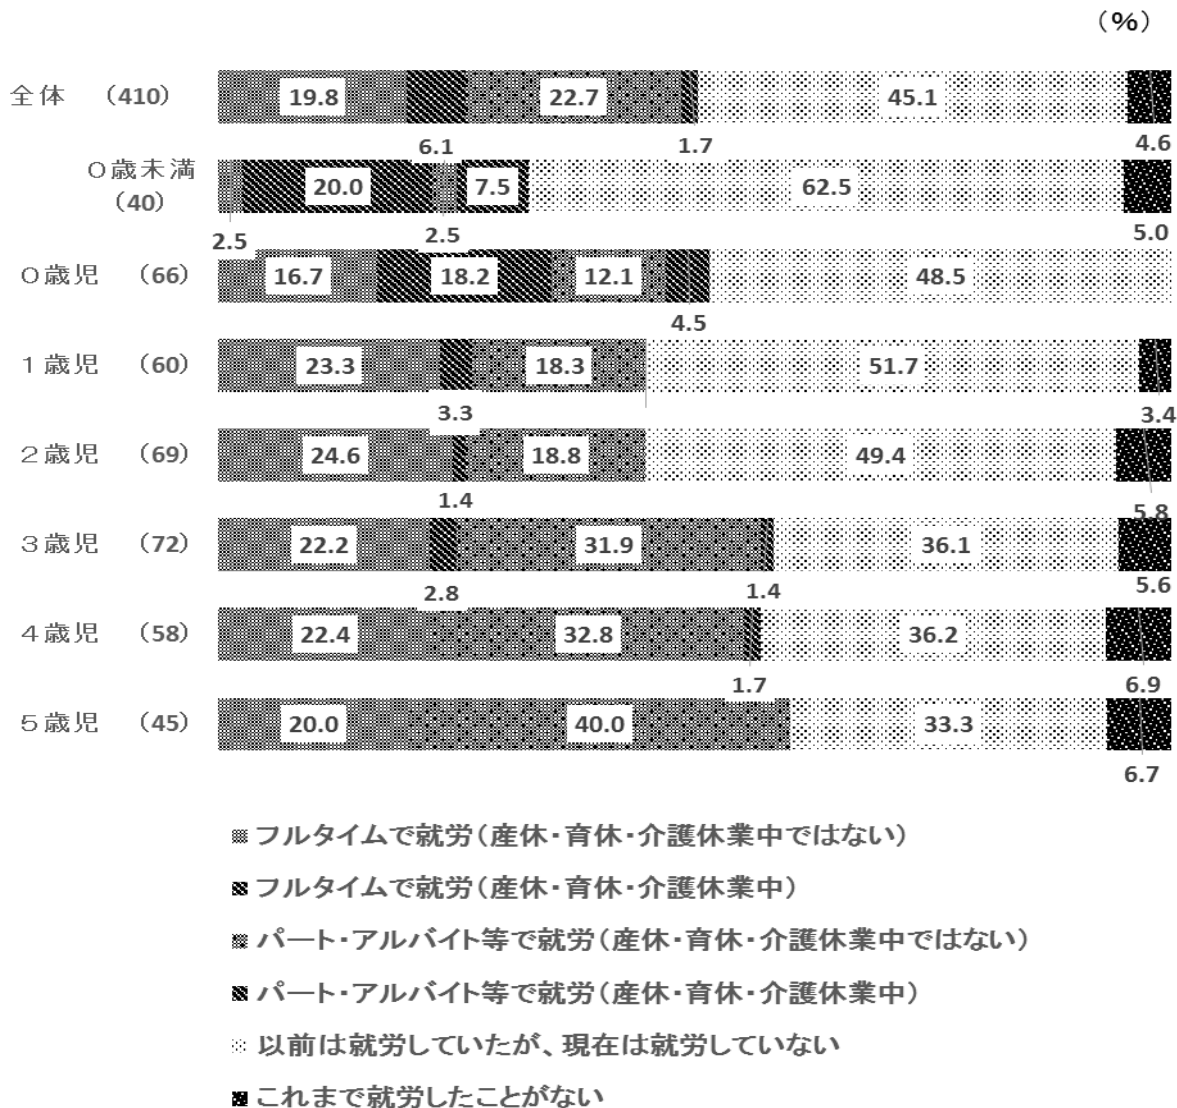 （%）
全体 （410） 19.8 22.7 45.1
6.1 1.7 4.6
０歳未満
（40） 20.0 7.5 62.5
2.5 2.5 5.0
０歳児 （66） 16.7 18.2 12.1 48.5
4.5
１歳児 （60） 23.3 18.3 51.7
3.3 3.4
２歳児 （69） 24.6 18.8 49.4
1.4 5.8
３歳児 （72） 22.2 31.9 36.1
2.8 1.4 5.6
４歳児 （58） 22.4 32.8 36.2
1.7 6.9
５歳児 （45） 20.0 40.0 33.3
6.7
フルタイムで就労（産休・育休・介護休業中ではない）
フルタイムで就労（産休・育休・介護休業中）
パート・アルバイト等で就労（産休・育休・介護休業中ではない）
パート・アルバイト等で就労（産休・育休・介護休業中）
以前は就労していたが、現在は就労していない
これまで就労したことがない